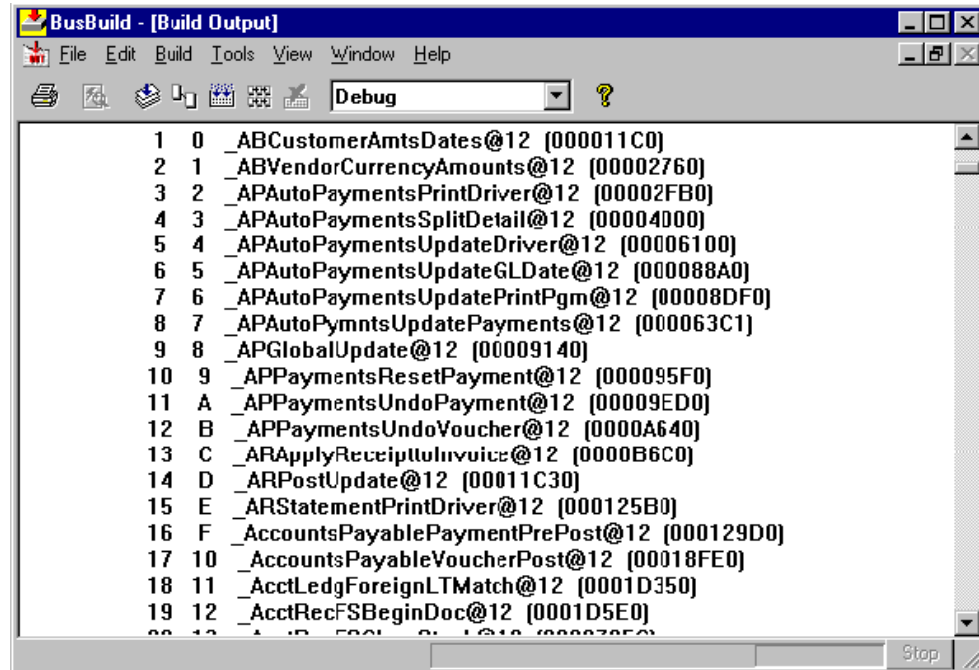 BusBuild - [Build Output]
File Edit Build Tools View Window Help
Debug
1 0 _ABCustomerAmtsDates@12 (000011C0)
2 1 _ABVendorCurrencyAmounts@12 (00002760)
3 2 _APAutoPaymentsPrintDriver@12 (00002FB0)
4 3 _APAutoPaymentsSplitDetail@12 (00004000)
5 4 _APAutoPaymentsUpdateDriver@12 (00006100)
6 5 _APAutoPaymentsUpdateGLDate@12 (000088A0)
7 6 _APAutoPaymentsUpdatePrintPgm@12 (00008DF0)
8 7 _APAutoPymntsUpdatePayments@12 (000063C1)
9 8 _APGlobalUpdate@12 (00009140)
10 9 _APPaymentsResetPayment@12 (000095F0)
11 A _APPaymentsUndoPayment@12 (00009ED0)
12 B _APPaymentsUndoVoucher@12 (0000A640)
13 C _ARApplyReceipttoInvoice@12 (0000B6C0)
14 D _ARPostUpdate@12 (00011C30)
15 E _ARStatementPrintDriver@12 (000125B0)
16 F _AccountsPayablePaymentPrePost@12 (000129D0)
17 10 _AccountsPayableVoucherPost@12 (00018FE0)
18 11 _AcctLedgForeignLTMatch@12 (0001D350)
19 12 _AcctRecFSBeginDoc@12 (0001D5E0)
Stop